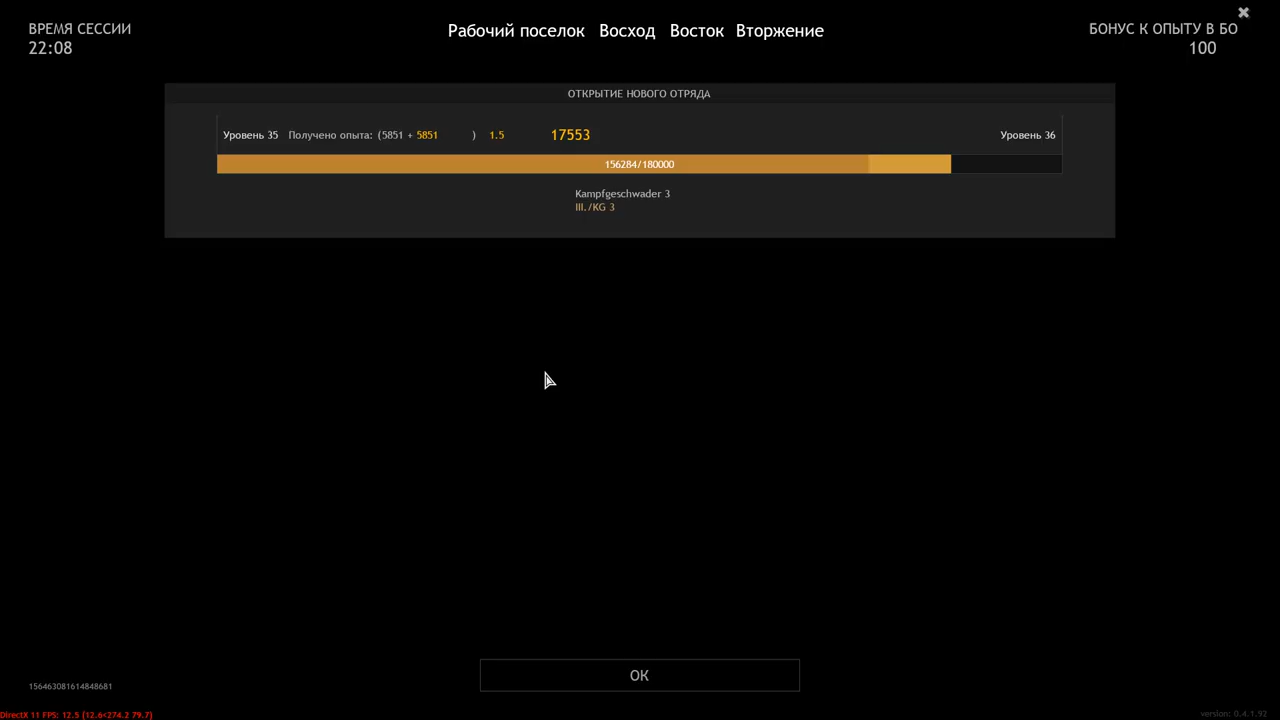 ВРЕМЯ СЕССИИ
22:08
Рабочий поселок Восход Восток Вторжение
БОНУС К ОПЫТУ В БО
100
ОТКРЫТИЕ НОВОГО ОТРЯДА
Уровень 35 Получено опыта: (5851 + 5851 ) 1.5 17553 Уровень 36
156284/180000
Kampfgeschwader 3
III./KG 3
ОК
156463081614848681
DirectX 11 FPS: 12.5 (12.6<274.2 79.7)
version: 0.4.1.92